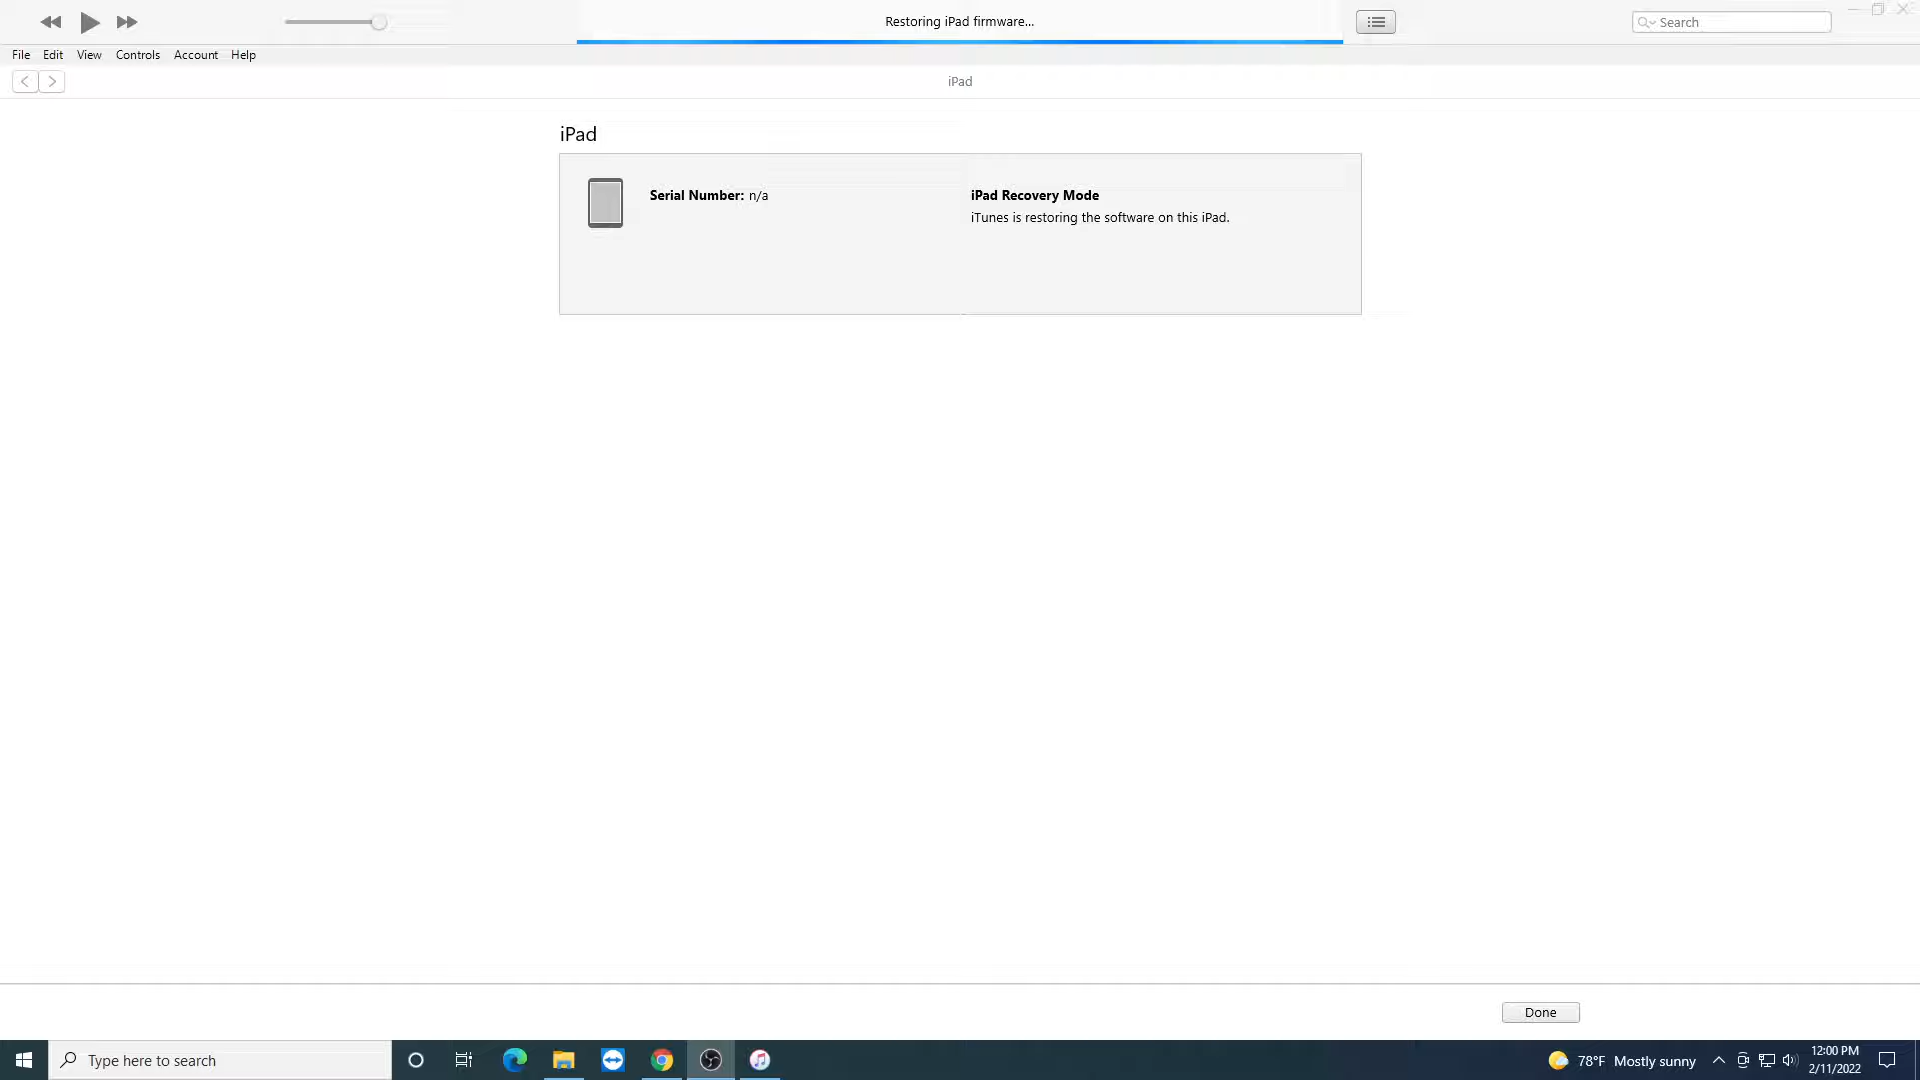 Restoring iPad firmware...
Search
File Edit View Controls Account Help
iPad
iPad
Serial Number: n/a
iPad Recovery Mode
iTunes is restoring the software on this iPad.
Done
Type here to search
78°F Mostly sunny
12:00 PM
2/11/2022